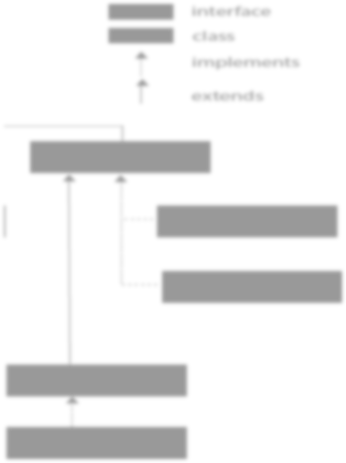 interface
class
implements
extends